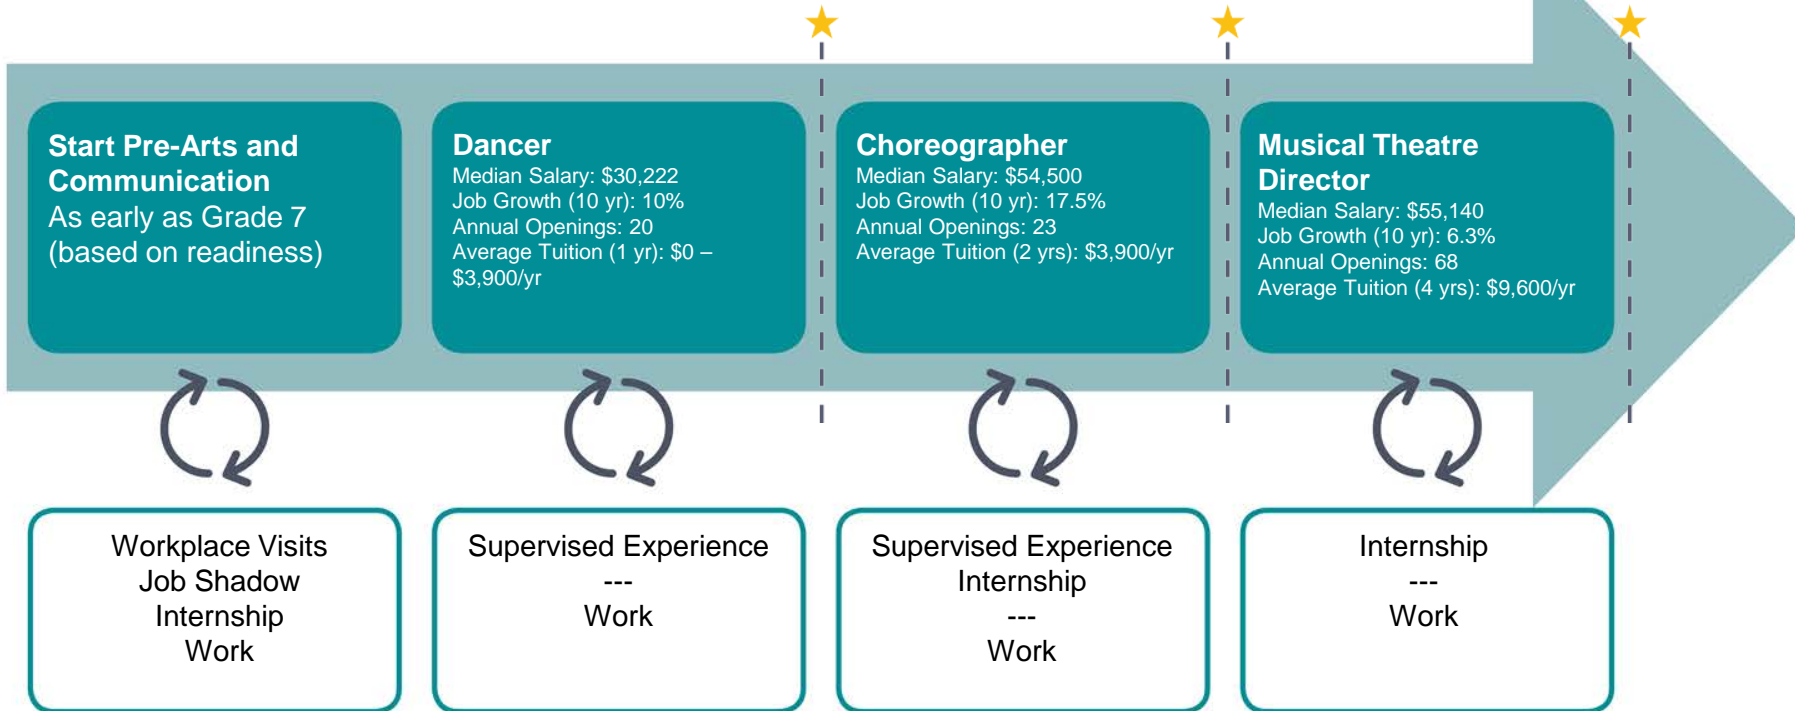 Start Pre-Arts and
Communication
As early as Grade 7
(based on readiness)
Dancer
Median Salary: $30,222
Job Growth (10 yr): 10%
Annual Openings: 20
Average Tuition (1 yr): $0 –
$3,900/yr
Choreographer
Median Salary: $54,500
Job Growth (10 yr): 17.5%
Annual Openings: 23
Average Tuition (2 yrs): $3,900/yr
Musical Theatre
Director
Median Salary: $55,140
Job Growth (10 yr): 6.3%
Annual Openings: 68
Average Tuition (4 yrs): $9,600/yr
Workplace Visits
Job Shadow
Internship
Work
Supervised Experience
---
Work
Supervised Experience
Internship
---
Work
Internship
---
Work